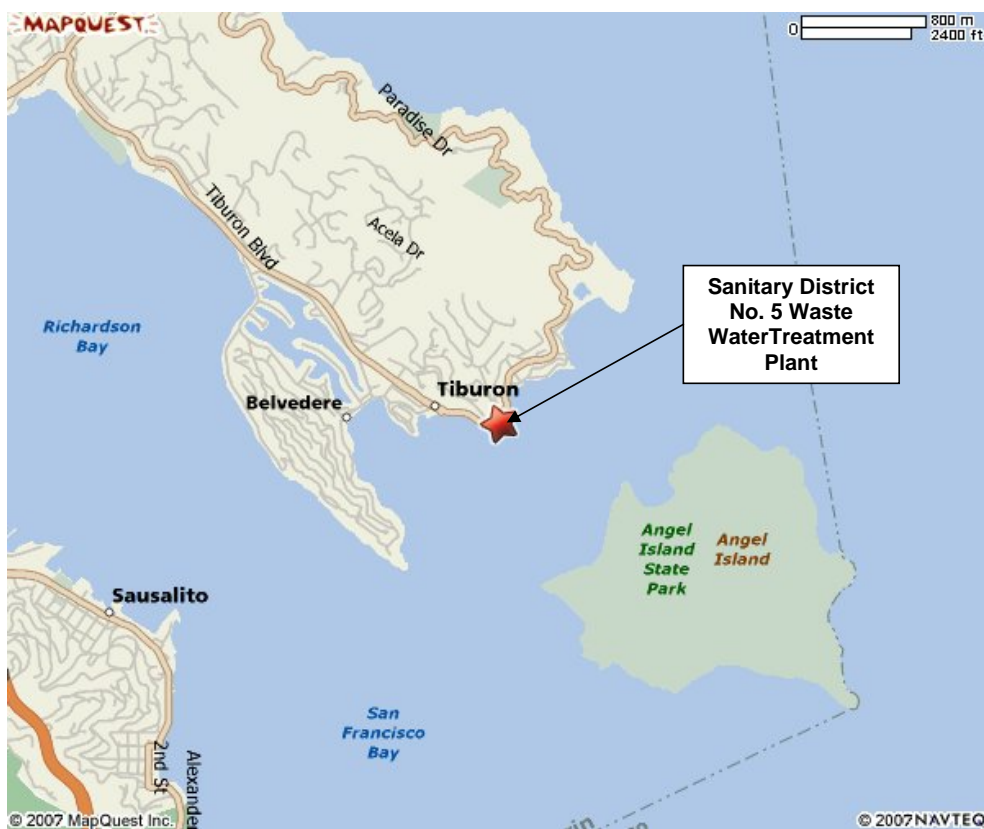 MAPQUEST.
0
800 m
2400 ft
Paradise Dr
Tiburon Blvd
Acela Dr
Sanitary District
No. 5 Waste
WaterTreatment
Plant
Richardson
Bay
Tiburon
Belvedere
Angel
Island
State
Park
Angel
Island
Sausalito
San
Francisco
Bay
2nd St
Alexander
© 2007 MapQuest Inc.
© 2007 NAVTEQ